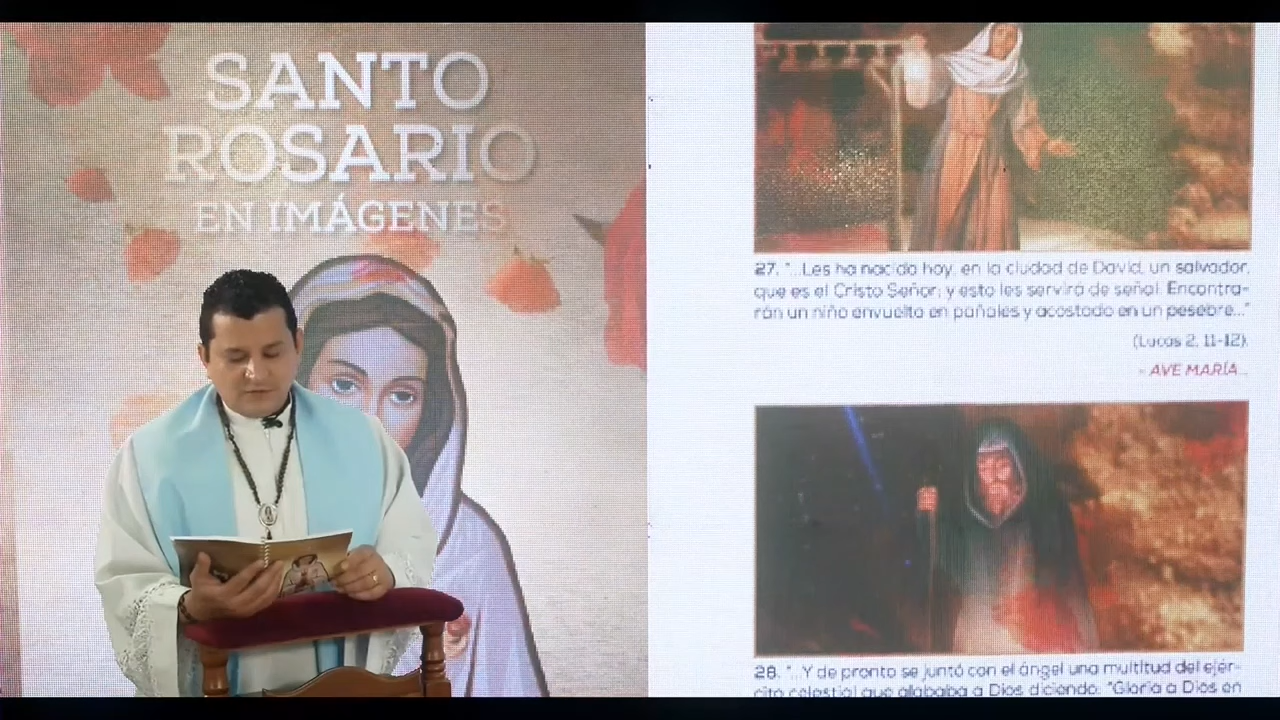 SANTO
ROSARIO
EN IMÁGENES
27. "...Les ha nacido hoy, en la ciudad de David, un salvador,
que es el Cristo Señor; y esto les servirá de señal: Encontra-
rán un niño envuelto en pañales y acostado en un pesebre..."
(Lucas 2, 11-12).
- AVE MARÍA...
28. "...Y de pronto se juntó con el ángel una multitud del ejér-
cito celestial que alababa a Dios diciendo: "Gloria a Dios en